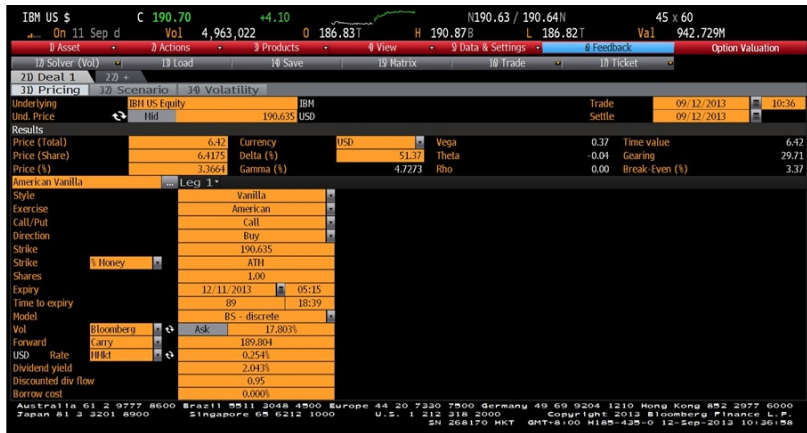 IBM US $ C 190.70 +4.10 N190.63 / 190.64N 45 x 60
On 11 Sep d Vol 4,963,022 O 186.83T H 190.87B L 186.82T Val 942.729M
1) Asset 2) Actions 3) Products 4) View 5) Data & Settings 6) Feedback Option Valuation
12) Solver (Vol) 13) Load 14) Save 15) Matrix 16) Trade 17) Ticket
21) Deal 1 22) +
31) Pricing 32) Scenario 34) Volatility
Underlying IBM US Equity IBM Trade 09/12/2013 10:36
Und. Price Mid 190.635 USD Settle 09/12/2013
Results
Price (Total) 6.42 Currency USD Vega 0.37 Time value 6.42
Price (Share) 6.4175 Delta (%) 51.37 Theta -0.04 Gearing 29.71
Price (%) 3.3664 Gamma (%) 4.7273 Rho 0.00 Break-Even (%) 3.37
American Vanilla ... Leg 1
Style Vanilla
Exercise American
Call/Put Call
Direction Buy
Strike 190.635
Strike % Money ATM
Shares 1.00
Expiry 12/11/2013 05:15
Time to expiry 89 18:39
Model BS - discrete
Vol Bloomberg Ask 17.803%
Forward Carry 189.804
USD Rate MMkt 0.254%
Dividend yield 2.043%
Discounted div flow 0.95
Borrow cost 0.000%
Australia 61 2 9777 8600 Brazil 5511 3048 4500 Europe 44 20 7330 7500 Germany 49 69 9204 1210 Hong Kong 852 2977 6000
Japan 81 3 3201 8900 Singapore 65 6212 1000 U.S. 1 212 318 2000 Copyright 2013 Bloomberg Finance L.P.
SN 268170 HKT GMT+8:00 H185-435-0 12-Sep-2013 10:36:58